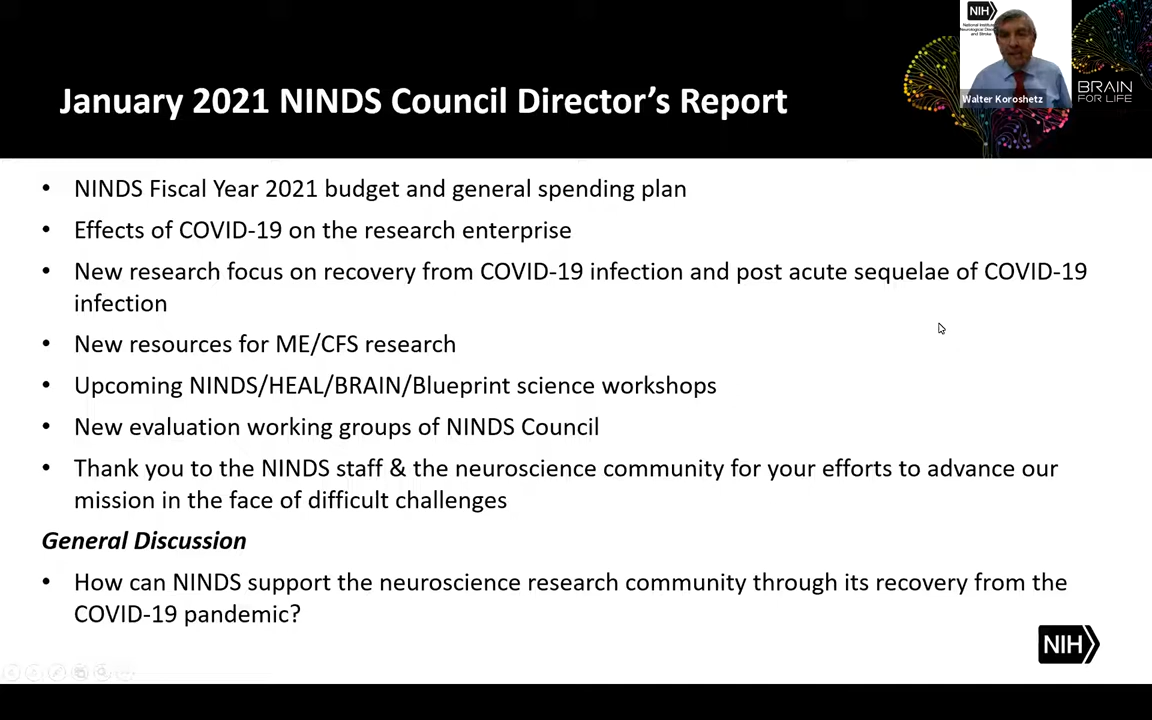 NIH
National Institute
Neurological Disor
and Stroke
January 2021 NINDS Council Director's Report
Walter Koroshetz
BRAIN
FOR LIFE
• NINDS Fiscal Year 2021 budget and general spending plan
• Effects of COVID-19 on the research enterprise
• New research focus on recovery from COVID-19 infection and post acute sequelae of COVID-19
infection
• New resources for ME/CFS research
• Upcoming NINDS/HEAL/BRAIN/Blueprint science workshops
• New evaluation working groups of NINDS Council
• Thank you to the NINDS staff & the neuroscience community for your efforts to advance our
mission in the face of difficult challenges
General Discussion
• How can NINDS support the neuroscience research community through its recovery from the
COVID-19 pandemic?
NIH